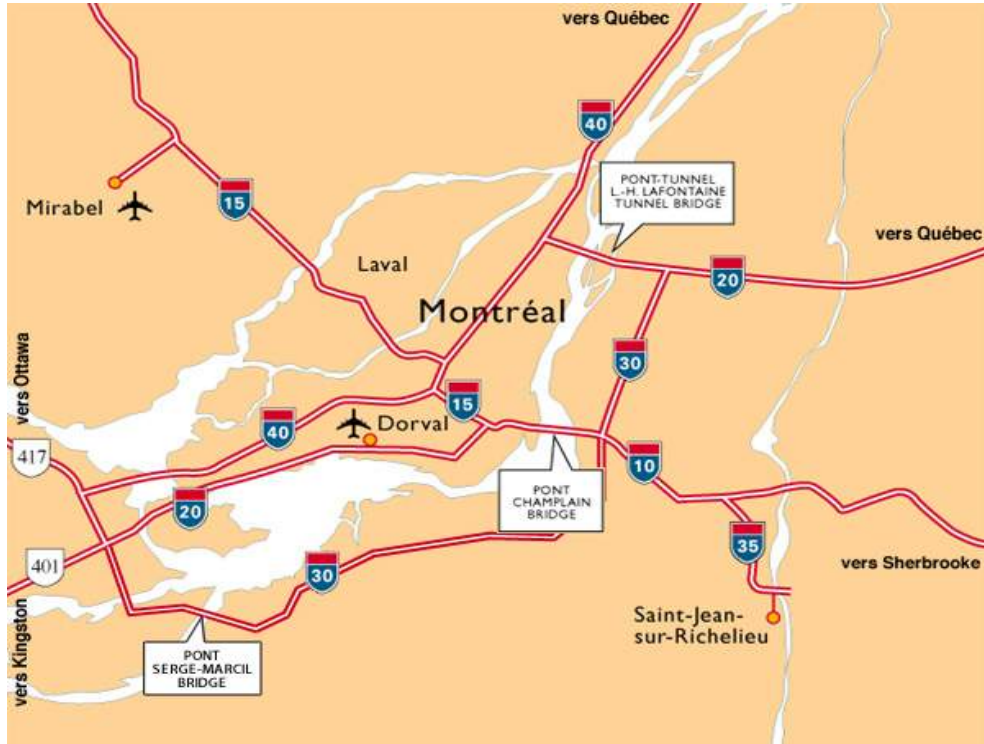 vers Québec
40
PONT-TUNNEL
L.-H. LAFONTAINE
TUNNEL BRIDGE
Mirabel
15
vers Québec
Laval
20
Montréal
vers Ottawa
30
15
40
Dorval
417
10
PONT
CHAMPLAIN
BRIDGE
20
35
401
30
vers Sherbrooke
Saint-Jean-
sur-Richelieu
vers Kingston
PONT
SERGE-MARCIL
BRIDGE